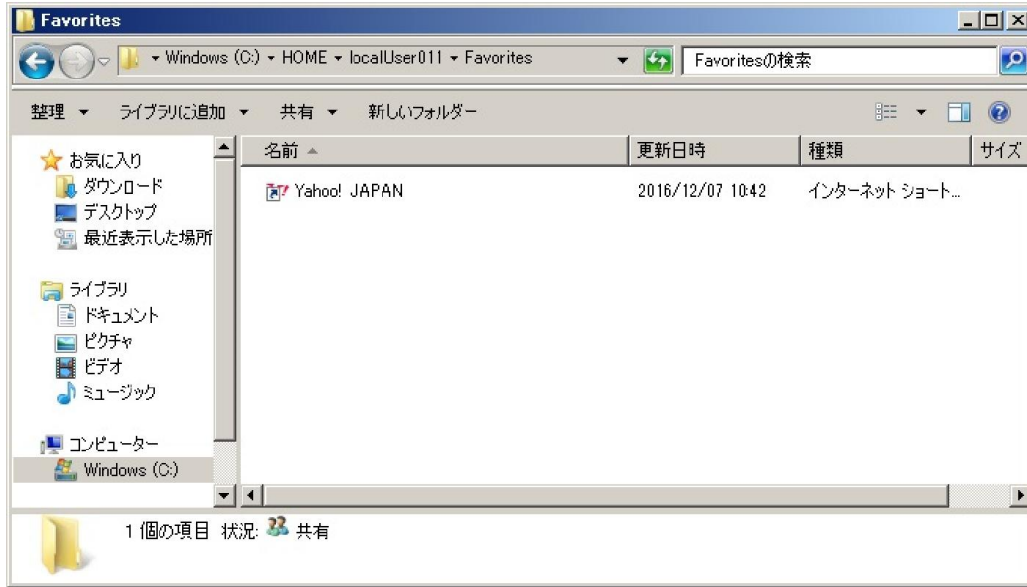 Favorites
Windows (C:) HOME localUser011 Favorites
Favoritesの検索
整理 ライブラリに追加 共有 新しいフォルダー
お気に入り
ダウンロード
デスクトップ
最近表示した場所
ライブラリ
ドキュメント
ピクチャ
ビデオ
ミュージック
コンピューター
Windows (C:)
名前 更新日時 種類 サイズ
Yahoo! JAPAN 2016/12/07 10:42 インターネット ショート...
1 個の項目 状況: 共有